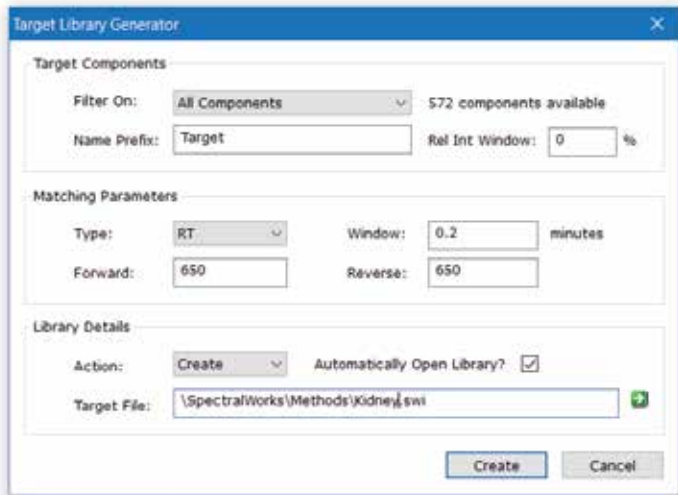 Target Library Generator
Target Components
Filter On: All Components 572 components available
Name Prefix: Target Rel Int Window: 0 %
Matching Parameters
Type: RT Window: 0.2 minutes
Forward: 650 Reverse: 650
Library Details
Action: Create Automatically Open Library?
Target File: \SpectralWorks\Methods\Kidney.swi
Create Cancel